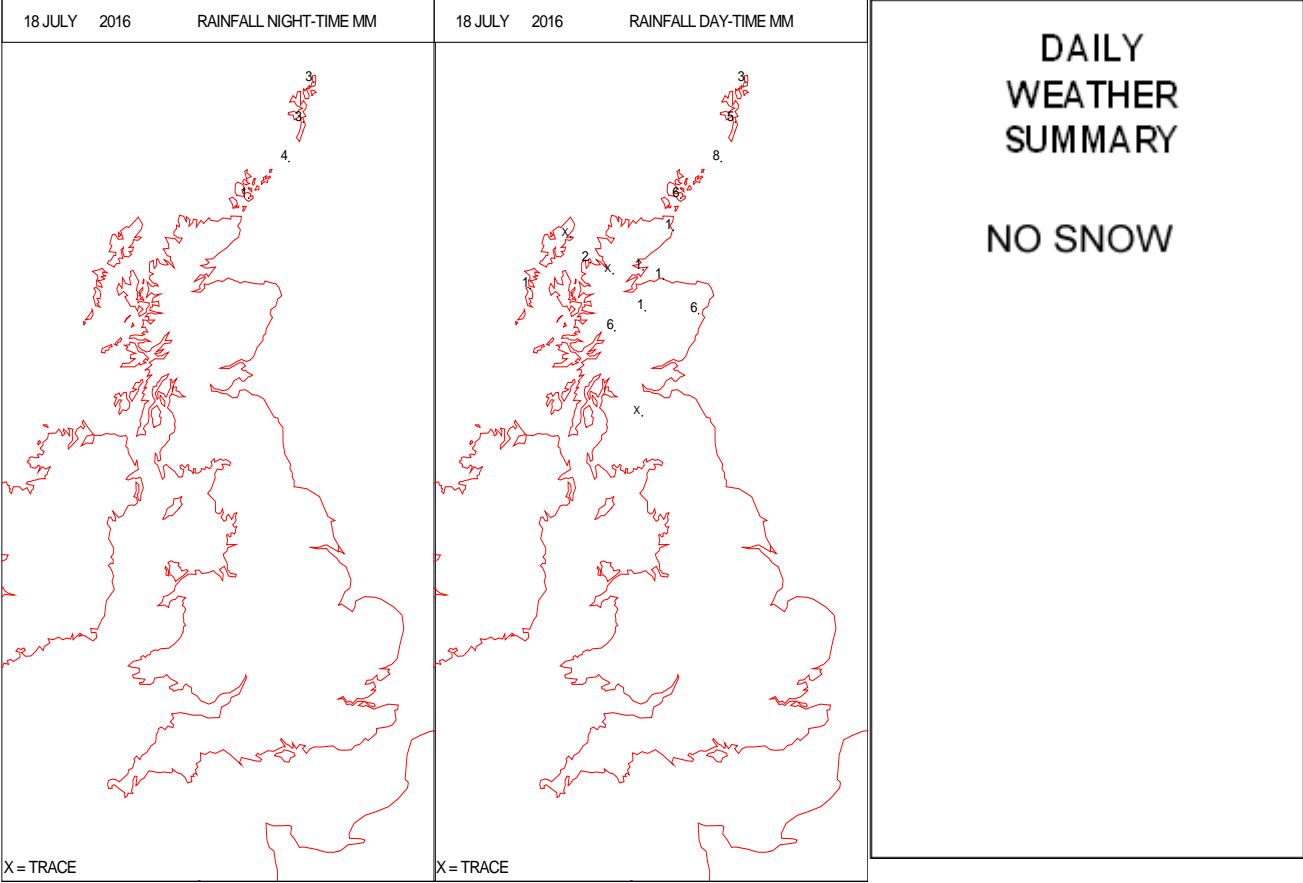 18 JULY 2016 RAINFALL NIGHT-TIME MM
3.
3.
4.
1.
X = TRACE
18 JULY 2016 RAINFALL DAY-TIME MM
3.
5.
8.
6.
1.
X.
2.
X.
1.
1.
1.
1.
6.
6.
X.
X = TRACE
DAILY
WEATHER
SUMMARY
NO SNOW